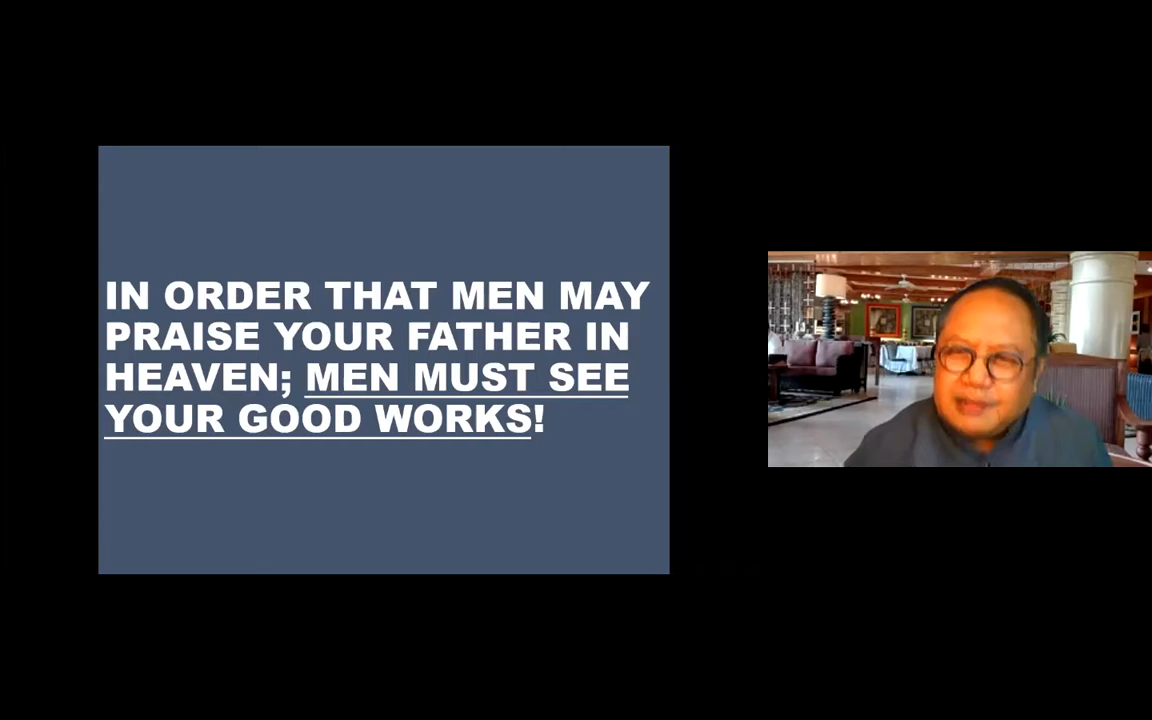 IN ORDER THAT MEN MAY
PRAISE YOUR FATHER IN
HEAVEN; MEN MUST SEE
YOUR GOOD WORKS!